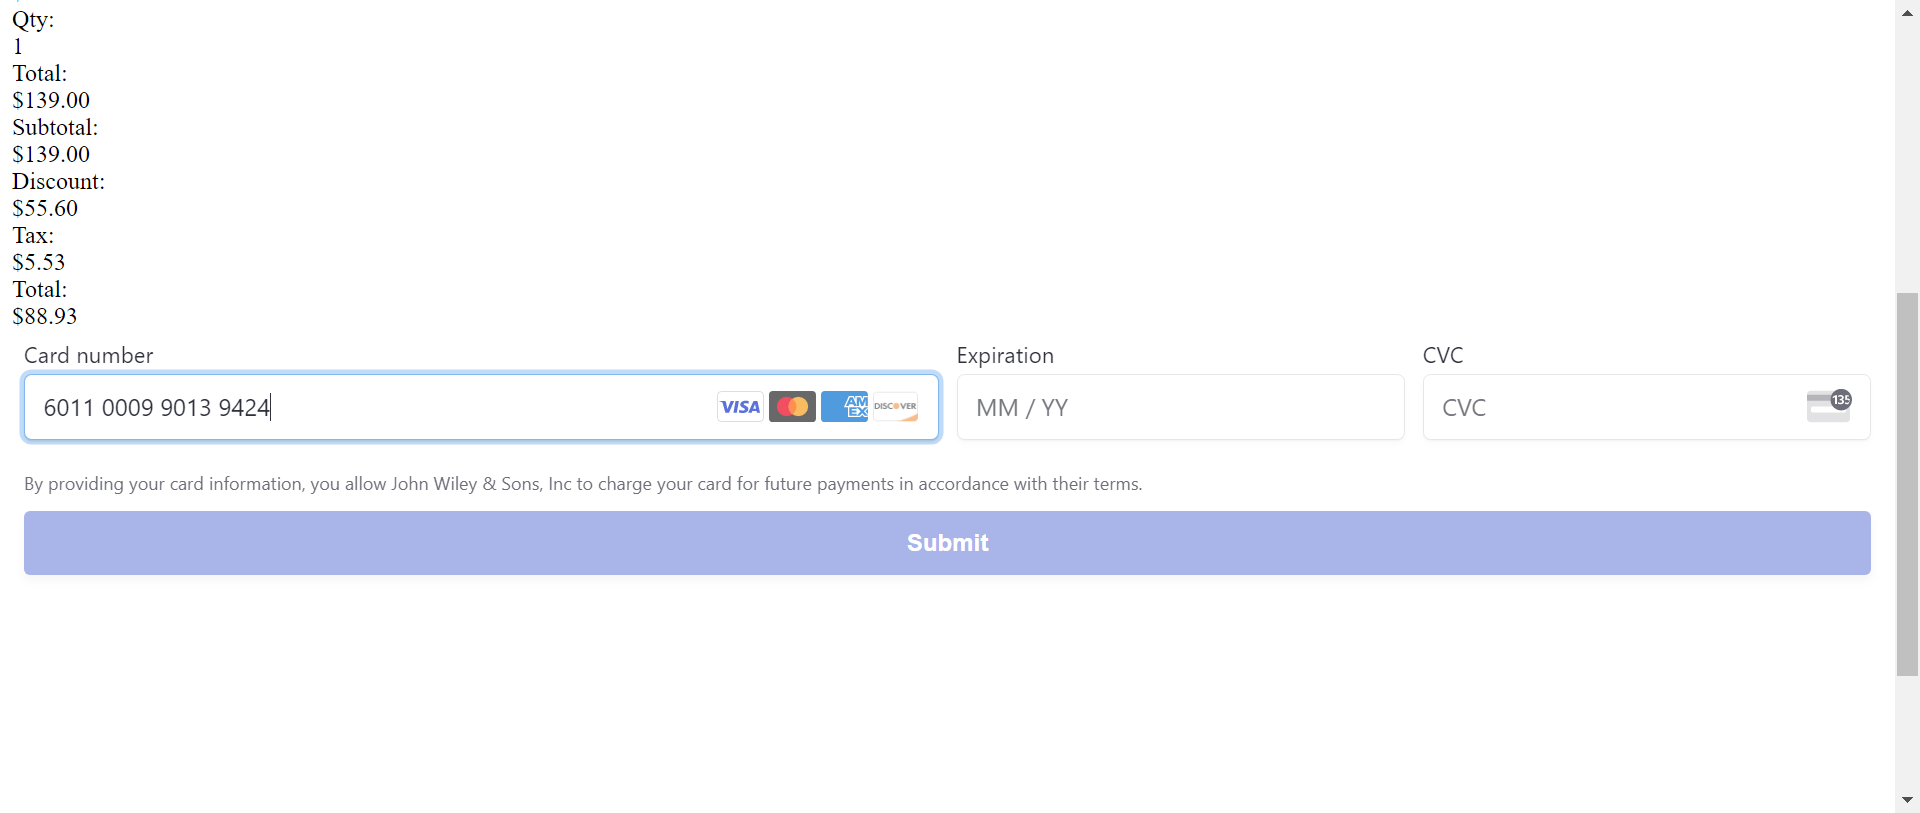 Qty:
1
Total:
$139.00
Subtotal:
$139.00
Discount:
$55.60
Tax:
$5.53
Total:
$88.93
Card number Expiration CVC
6011 0009 9013 9424 VISA AM EX DISCOVER MM / YY CVC 135
By providing your card information, you allow John Wiley & Sons, Inc to charge your card for future payments in accordance with their terms.
Submit